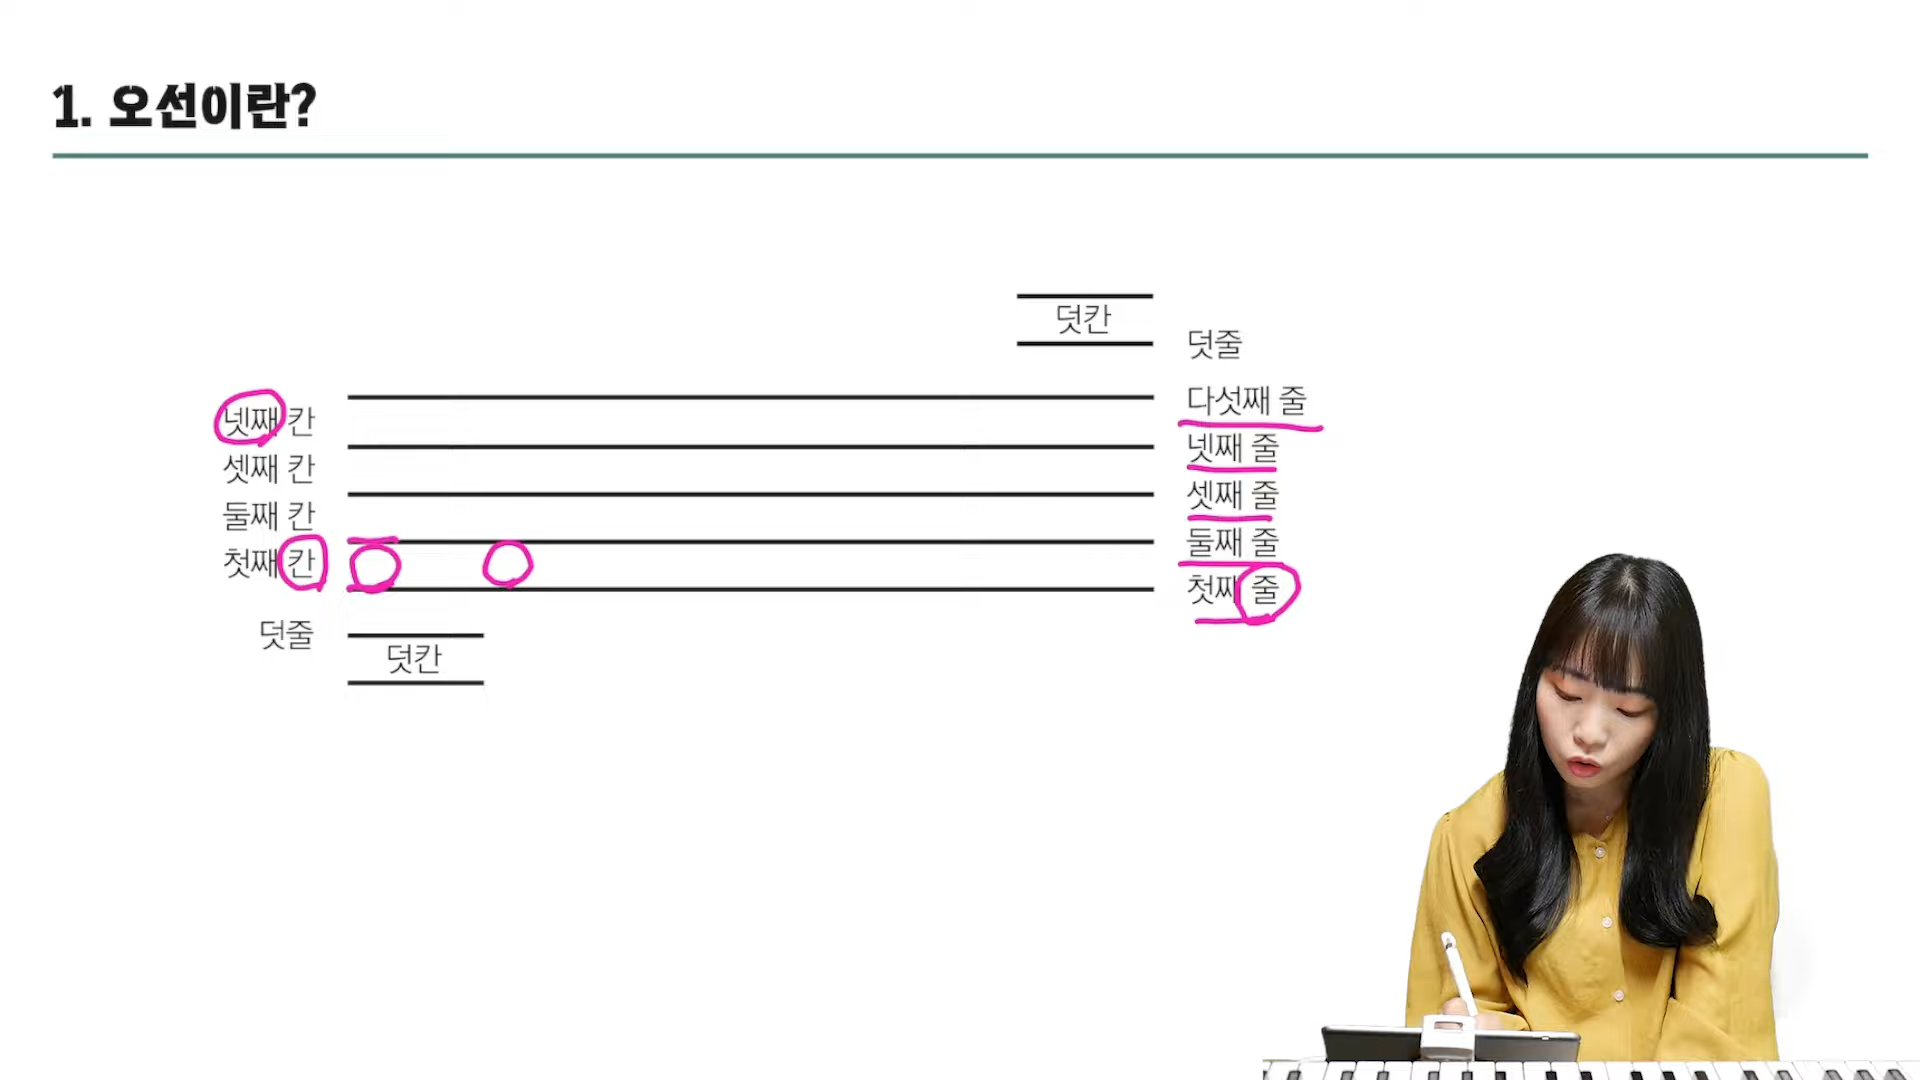 1. 오선이란?
덧칸
덧줄
다섯째 줄
넷째 칸
넷째 줄
셋째 칸
셋째 줄
둘째 칸
둘째 줄
첫째 칸
첫째 줄
덧줄
덧칸